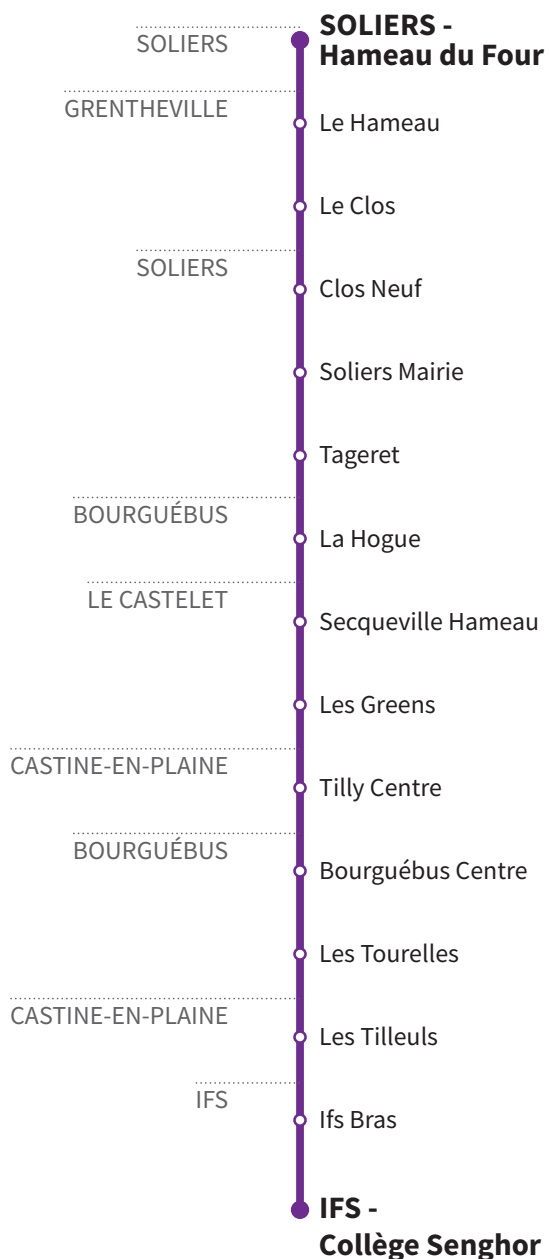 SOLIERS
SOLIERS -
Hameau du Four
GRENTHEVILLE
Le Hameau
Le Clos
SOLIERS
Clos Neuf
Soliers Mairie
Tageret
BOURGUÉBUS
La Hogue
LE CASTELET
Secqueville Hameau
Les Greens
CASTINE-EN-PLAINE
Tilly Centre
BOURGUÉBUS
Bourguébus Centre
Les Tourelles
CASTINE-EN-PLAINE
Les Tilleuls
IFS
Ifs Bras
IFS -
Collège Senghor